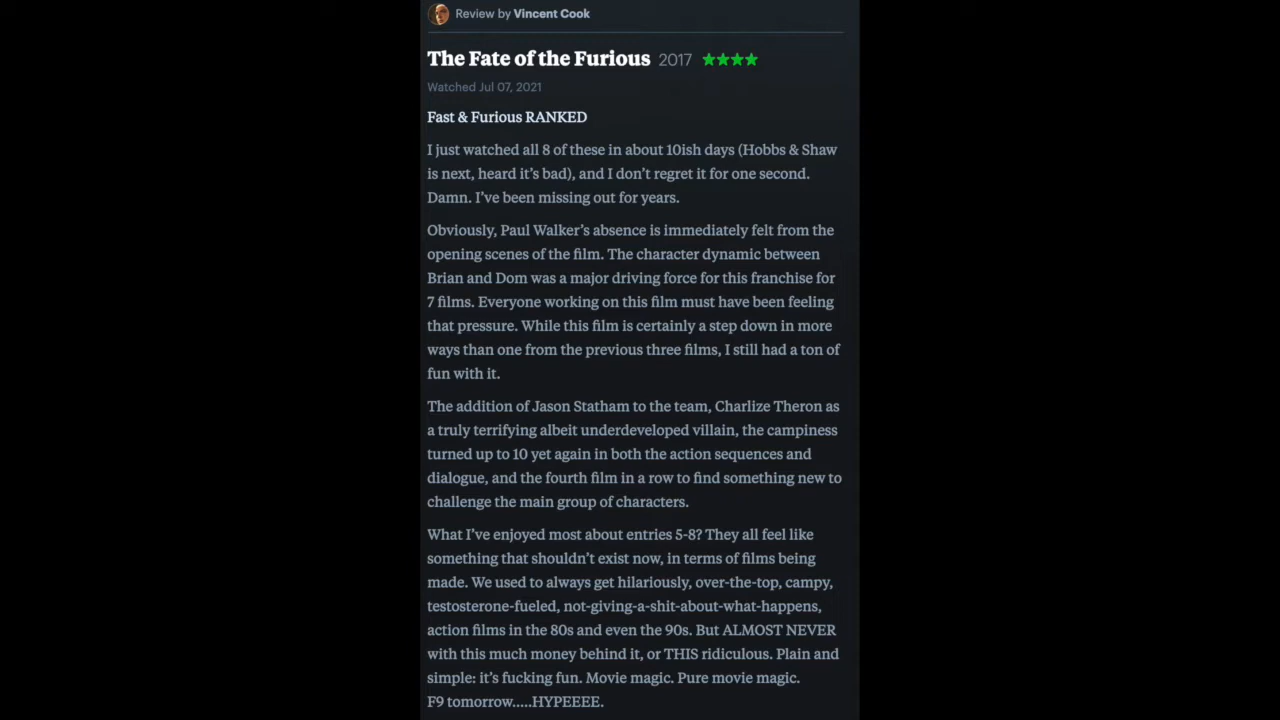 Review by Vincent Cook
The Fate of the Furious 2017 ★★★★
Watched Jul 07, 2021
Fast & Furious RANKED
I just watched all 8 of these in about 10ish days (Hobbs & Shaw
is next, heard it's bad), and I don't regret it for one second.
Damn. I've been missing out for years.
Obviously, Paul Walker's absence is immediately felt from the
opening scenes of the film. The character dynamic between
Brian and Dom was a major driving force for this franchise for
7 films. Everyone working on this film must have been feeling
that pressure. While this film is certainly a step down in more
ways than one from the previous three films, I still had a ton of
fun with it.
The addition of Jason Statham to the team, Charlize Theron as
a truly terrifying albeit underdeveloped villain, the campiness
turned up to 10 yet again in both the action sequences and
dialogue, and the fourth film in a row to find something new to
challenge the main group of characters.
What I've enjoyed most about entries 5-8? They all feel like
something that shouldn't exist now, in terms of films being
made. We used to always get hilariously, over-the-top, campy,
testosterone-fueled, not-giving-a-shit-about-what-happens,
action films in the 80s and even the 90s. But ALMOST NEVER
with this much money behind it, or THIS ridiculous. Plain and
simple: it's fucking fun. Movie magic. Pure movie magic.
F9 tomorrow.....HYPEEEE.